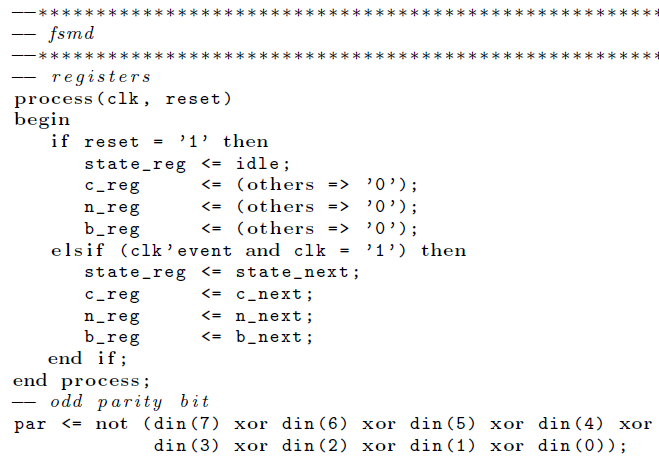 --******************************************************
-- fsmd
--******************************************************
-- registers
process(clk, reset)
begin
   if reset = '1' then
      state_reg <= idle;
      c_reg     <= (others => '0');
      n_reg     <= (others => '0');
      b_reg     <= (others => '0');
   elsif (clk'event and clk = '1') then
      state_reg <= state_next;
      c_reg     <= c_next;
      n_reg     <= n_next;
      b_reg     <= b_next;
   end if;
end process;
-- odd parity bit
par <= not (din(7) xor din(6) xor din(5) xor din(4) xor
            din(3) xor din(2) xor din(1) xor din(0));